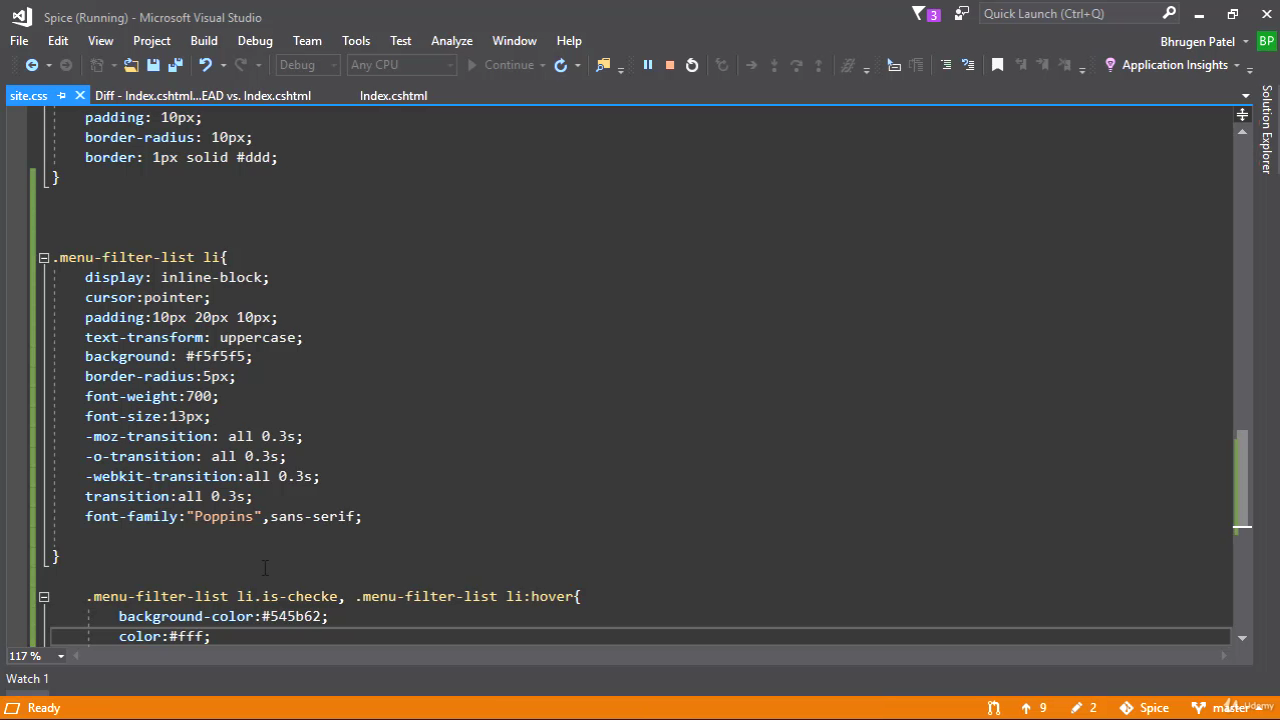 Spice (Running) - Microsoft Visual Studio
3
Quick Launch (Ctrl+Q)
File Edit View Project Build Debug Team Tools Test Analyze Window Help
Bhrugen Patel BP
Debug Any CPU Continue Application Insights
site.css Diff - Index.cshtml...EAD vs. Index.cshtml Index.cshtml
Solution Explorer
padding: 10px;
border-radius: 10px;
border: 1px solid #ddd;
}
.menu-filter-list li{
display: inline-block;
cursor:pointer;
padding:10px 20px 10px;
text-transform: uppercase;
background: #f5f5f5;
border-radius:5px;
font-weight:700;
font-size:13px;
-moz-transition: all 0.3s;
-o-transition: all 0.3s;
-webkit-transition:all 0.3s;
transition:all 0.3s;
font-family:"Poppins",sans-serif;
}
.menu-filter-list li.is-checke, .menu-filter-list li:hover{
background-color:#545b62;
color:#fff;
117 %
Watch 1
Ready 9 2 Spice master
Udemy